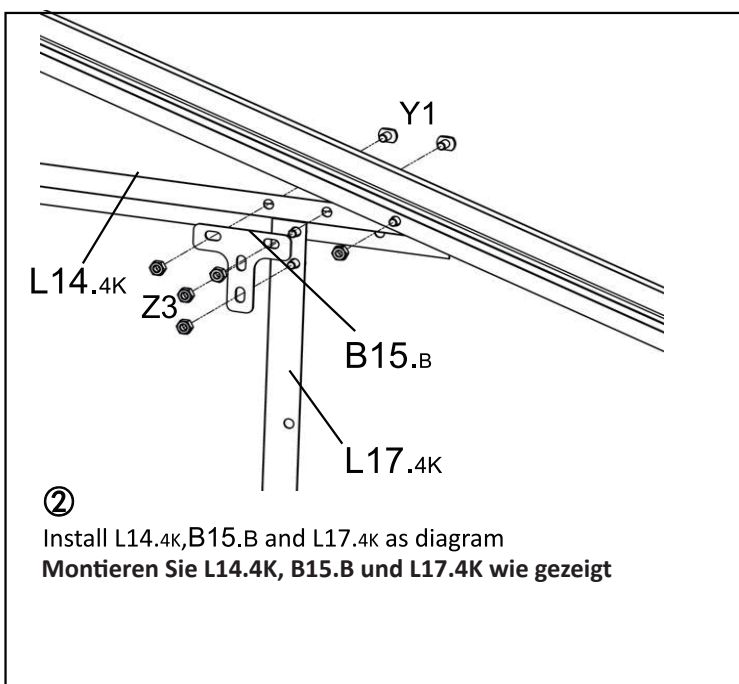 Y1
L14.4K
Z3
B15.B
L17.4K
②
Install L14.4K,B15.B and L17.4K as diagram
Montieren Sie L14.4K, B15.B und L17.4K wie gezeigt